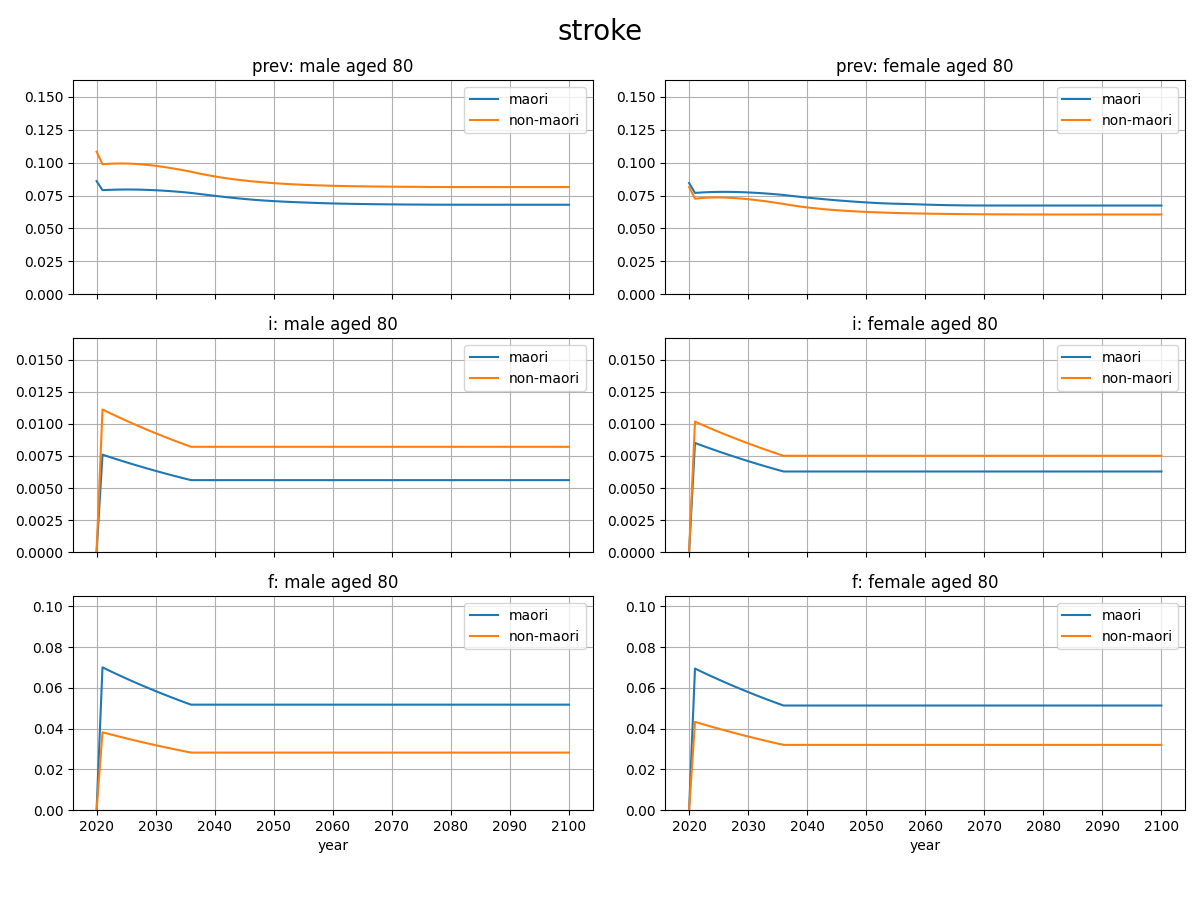 stroke
prev: male aged 80
0.150
0.125
0.100
0.075
0.050
0.025
0.000
maori
non-maori
prev: female aged 80
0.150
0.125
0.100
0.075
0.050
0.025
0.000
maori
non-maori
i: male aged 80
0.0150
0.0125
0.0100
0.0075
0.0050
0.0025
0.0000
maori
non-maori
i: female aged 80
0.0150
0.0125
0.0100
0.0075
0.0050
0.0025
0.0000
maori
non-maori
f: male aged 80
0.10
0.08
0.06
0.04
0.02
0.00
maori
non-maori
2020 2030 2040 2050 2060 2070 2080 2090 2100
year
f: female aged 80
0.10
0.08
0.06
0.04
0.02
0.00
maori
non-maori
2020 2030 2040 2050 2060 2070 2080 2090 2100
year